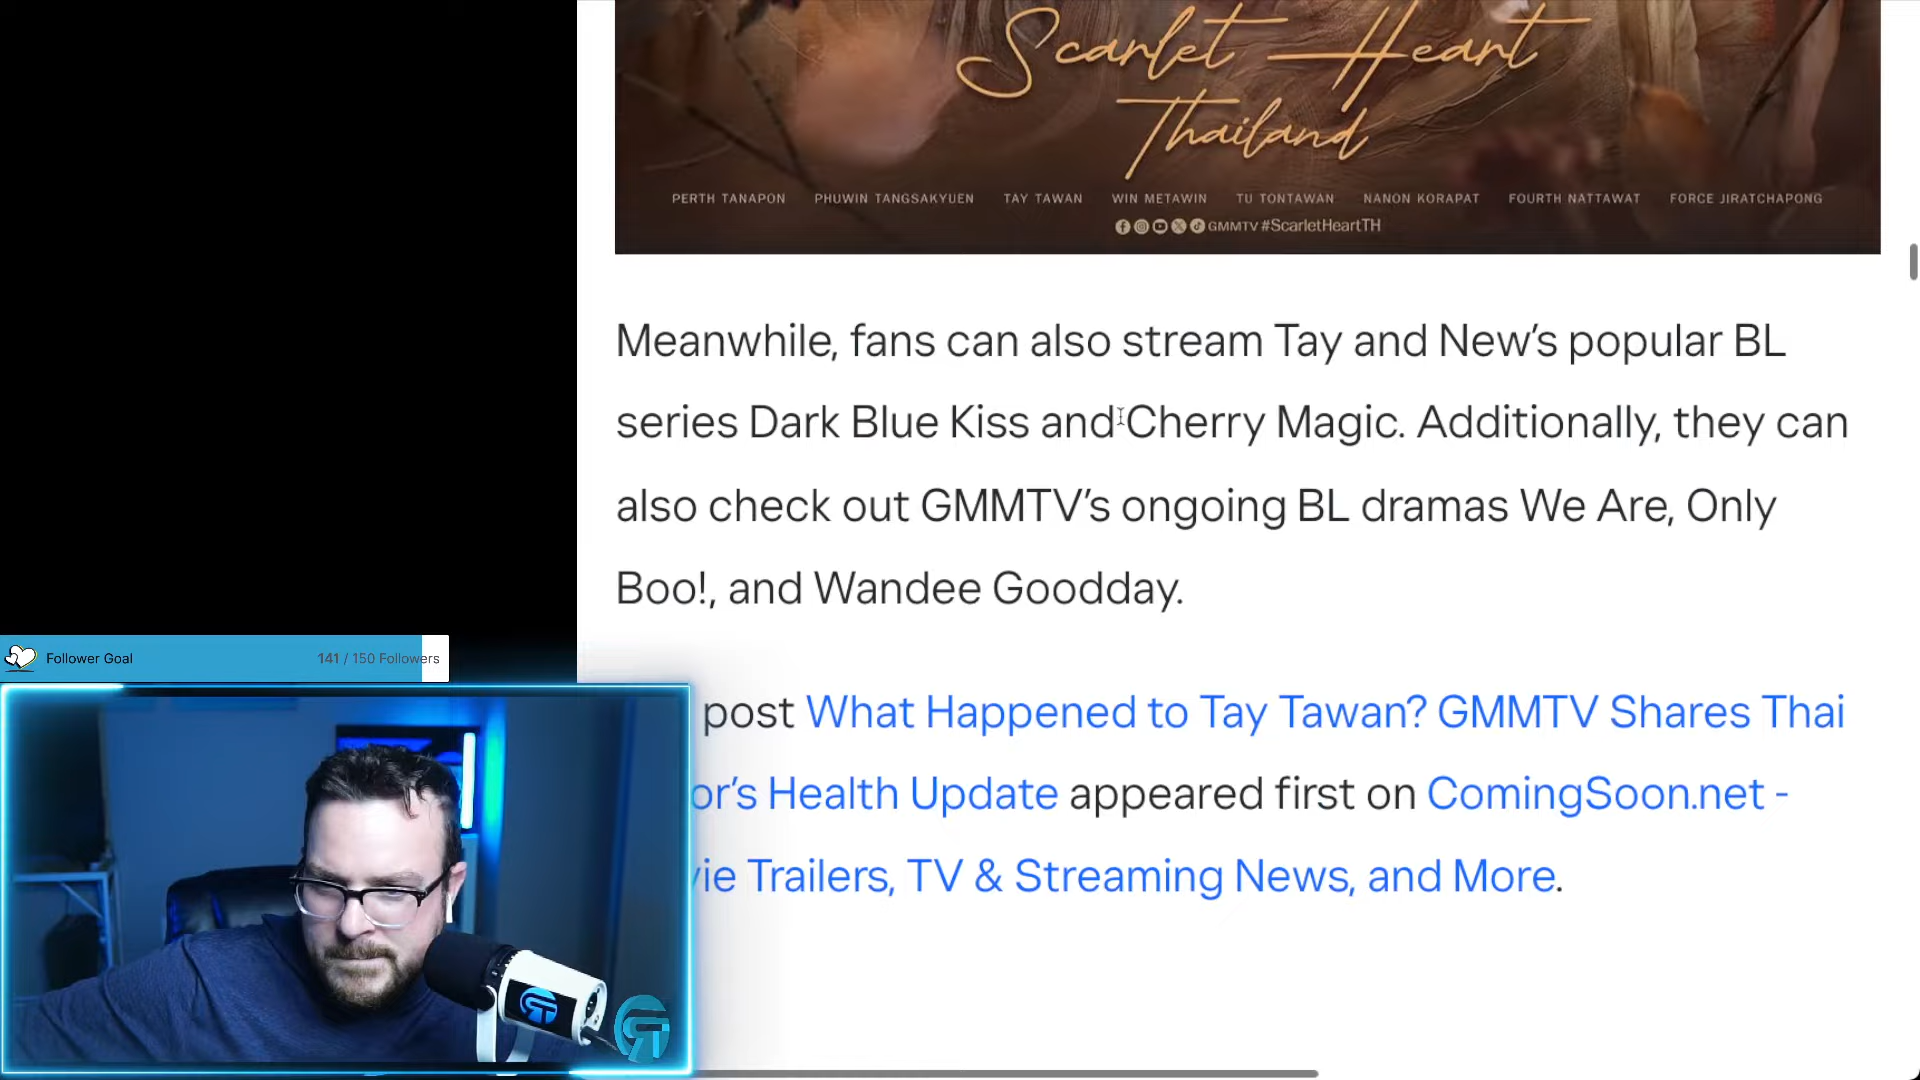 Scarlet Heart
Thailand
PERTH TANAPON PHUWIN TANGSAKYUEN TAY TAWAN WIN METAWIN TU TONTAWAN NANON KORAPAT FOURTH NATTAWAT FORCE JIRATCHAPONG
GMMTV #ScarletHeartTH
Meanwhile, fans can also stream Tay and New’s popular BL
series Dark Blue Kiss and Cherry Magic. Additionally, they can
also check out GMMTV’s ongoing BL dramas We Are, Only
Boo!, and Wandee Goodday.
post What Happened to Tay Tawan? GMMTV Shares Thai
or’s Health Update appeared first on ComingSoon.net -
vie Trailers, TV & Streaming News, and More.
Follower Goal 141 / 150 Followers